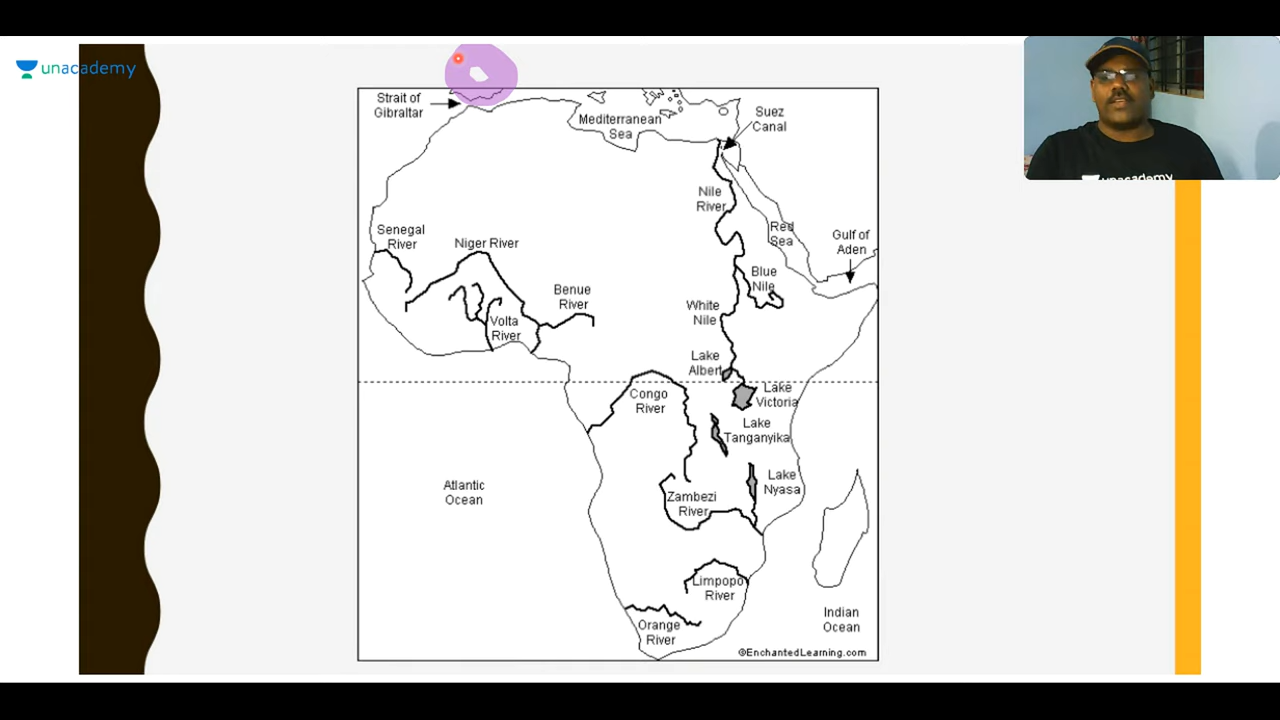 unacademy
Strait of
Gibraltar
Mediterranean
Sea
Suez
Canal
Nile
River
Red
Sea
Gulf of
Aden
Senegal
River
Niger River
Benue
River
Blue
Nile
White
Nile
Volta
River
Lake
Albert
Lake
Victoria
Congo
River
Lake
Tanganyika
Atlantic
Ocean
Lake
Nyasa
Zambezi
River
Limpopo
River
Orange
River
Indian
Ocean
©EnchantedLearning.com
unacademy